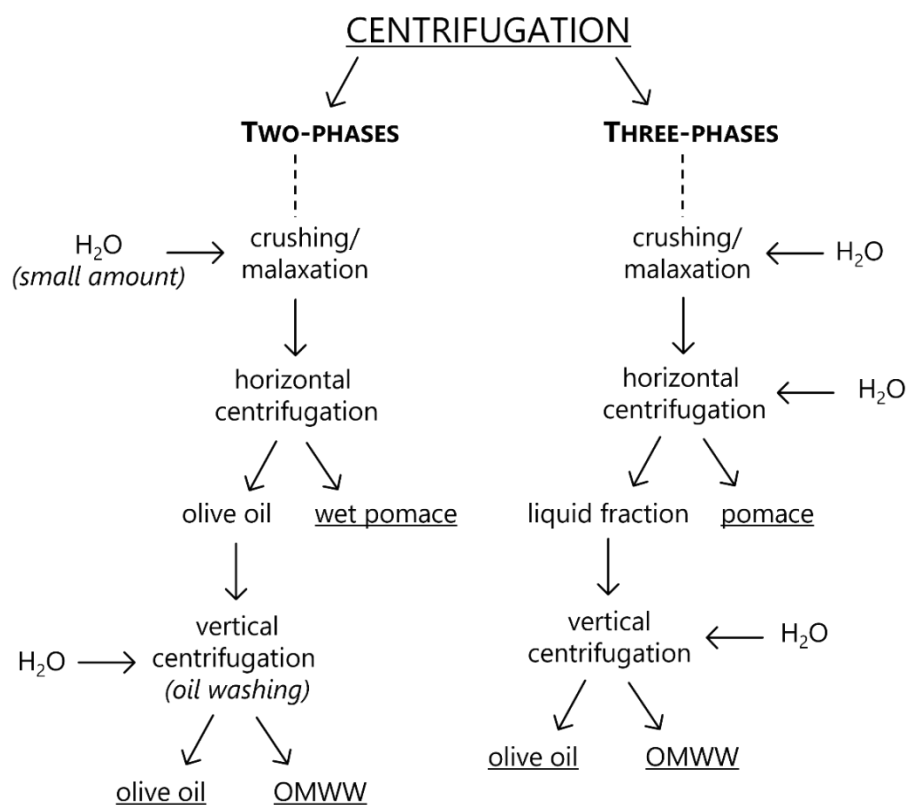 CENTRIFUGATION
TWO-PHASES
THREE-PHASES
H₂O
(small amount)
crushing/
malaxation
crushing/
malaxation
H₂O
horizontal
centrifugation
horizontal
centrifugation
H₂O
olive oil
wet pomace
liquid fraction
pomace
H₂O
vertical
centrifugation
(oil washing)
vertical
centrifugation
H₂O
olive oil
OMWW
olive oil
OMWW